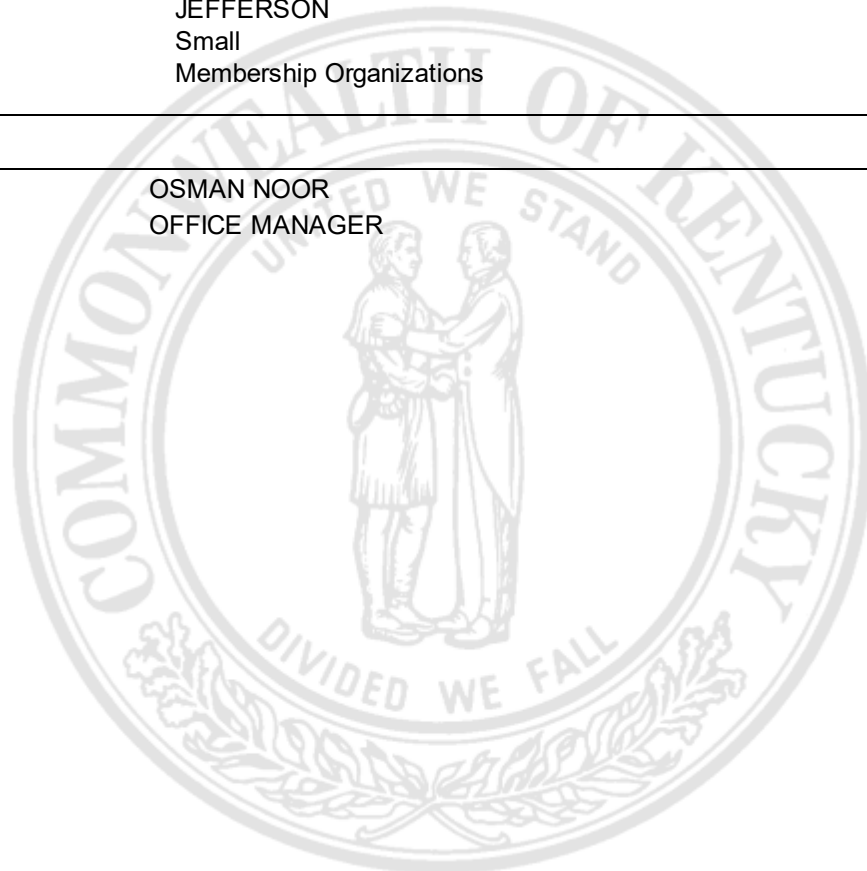 JEFFERSON
Small
Membership Organizations
OSMAN NOOR
OFFICE MANAGER
COMMONWEALTH OF KENTUCKY
UNITED WE STAND
DIVIDED WE FALL